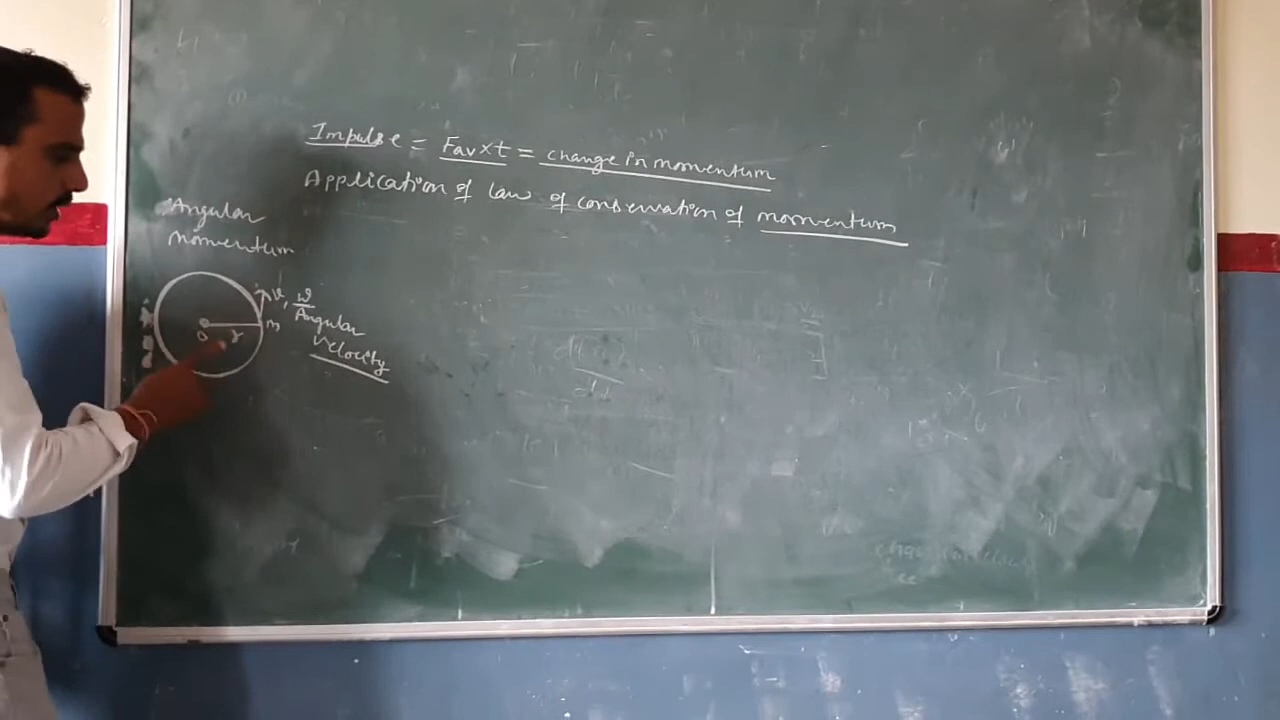 Impulse = Fav×t = change in momentum
Application of law of conservation of momentum
Angular
momentum
v, ω
Angular
velocity
m
O r